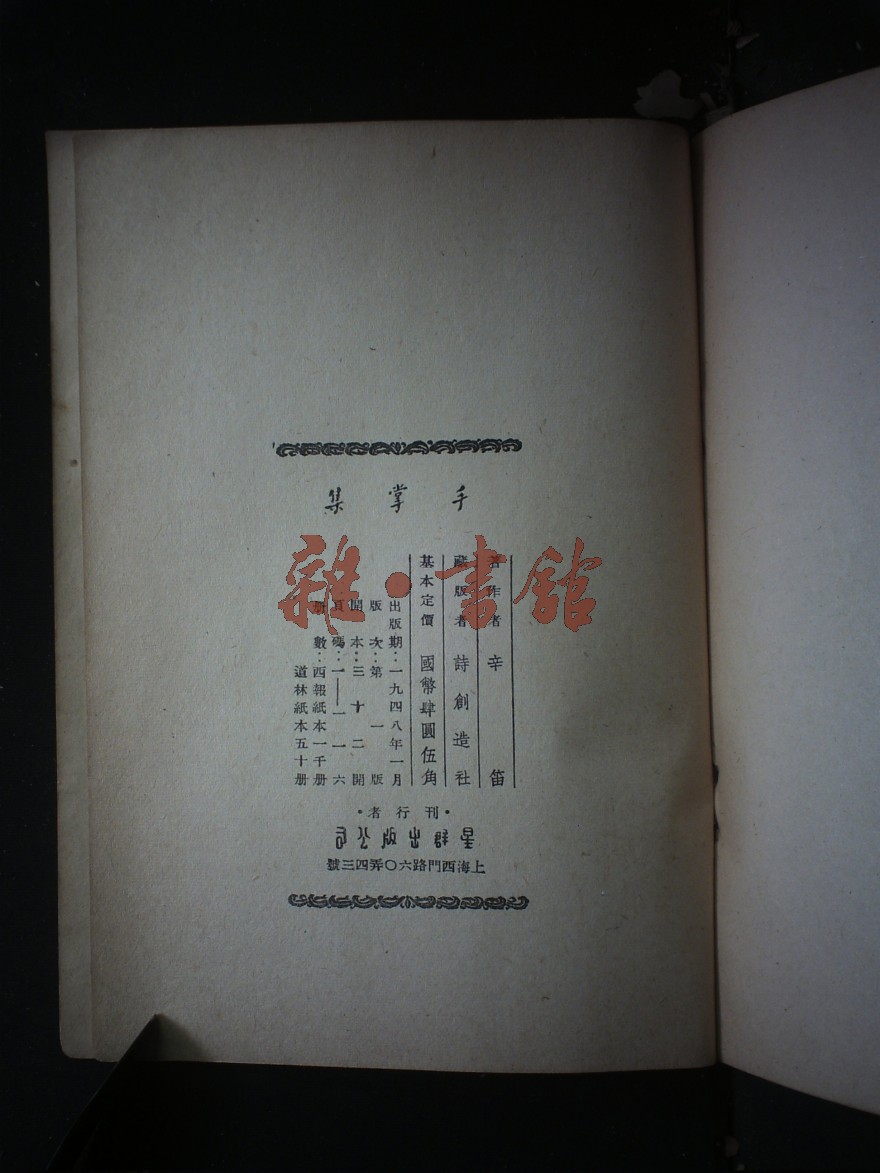 手掌集
著作者 辛笛
藏版者 詩創造社
基本定價 國幣肆圓伍角
出版期：一九四八年一月
版次：第一版
開本：三十二開
頁碼：一——一一六
冊數：西報紙本一千册
道林紙本五十册
·刊行者·
星群出版公司
上海西門路六〇弄四三號
雜·書館